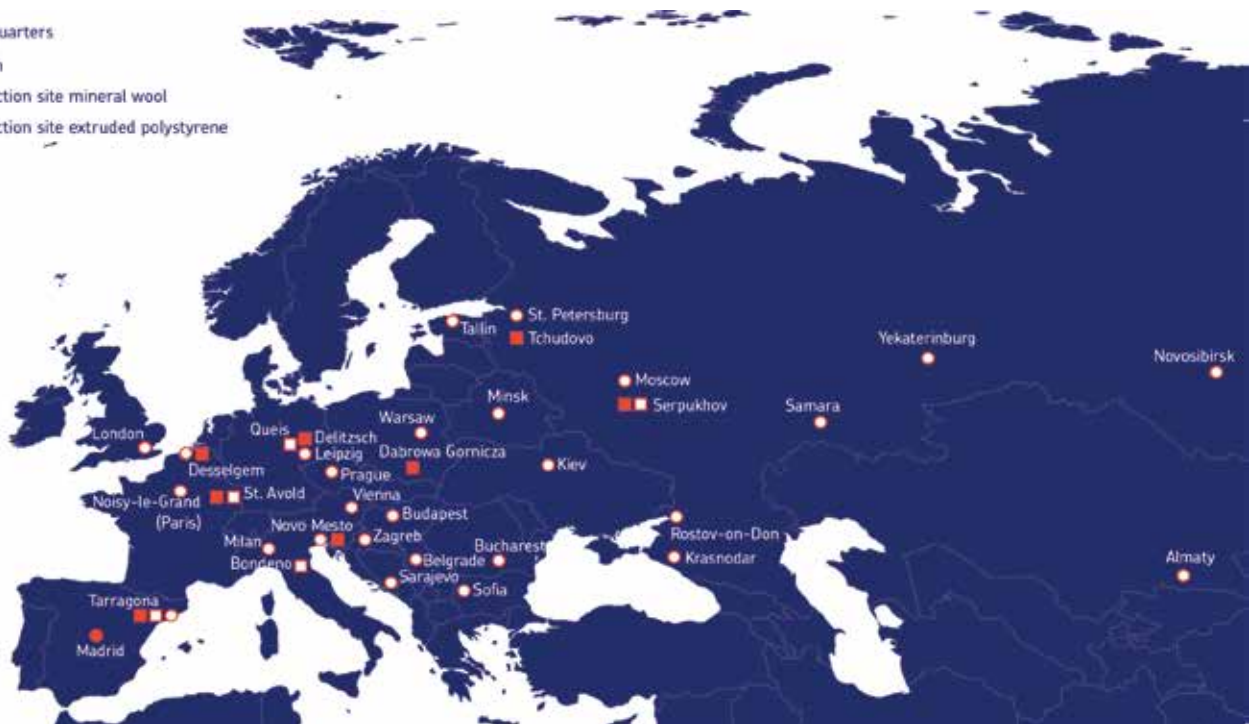 uarters
n
ction site mineral wool
ction site extruded polystyrene
St. Petersburg
Tallin
Tchudovo
Yekaterinburg
Novosibirsk
Moscow
Minsk
Serpukhov
Samara
Warsaw
London
Queis
Delitzsch
Leipzig
Dabrowa Gornicza
Desselgem
Prague
Kiev
Noisy-le-Grand
(Paris)
St. Avold
Vienna
Budapest
Novo Mesto
Rostov-on-Don
Milan
Zagreb
Bucharest
Bondeno
Belgrade
Krasnodar
Almaty
Sarajevo
Sofia
Tarragona
Madrid